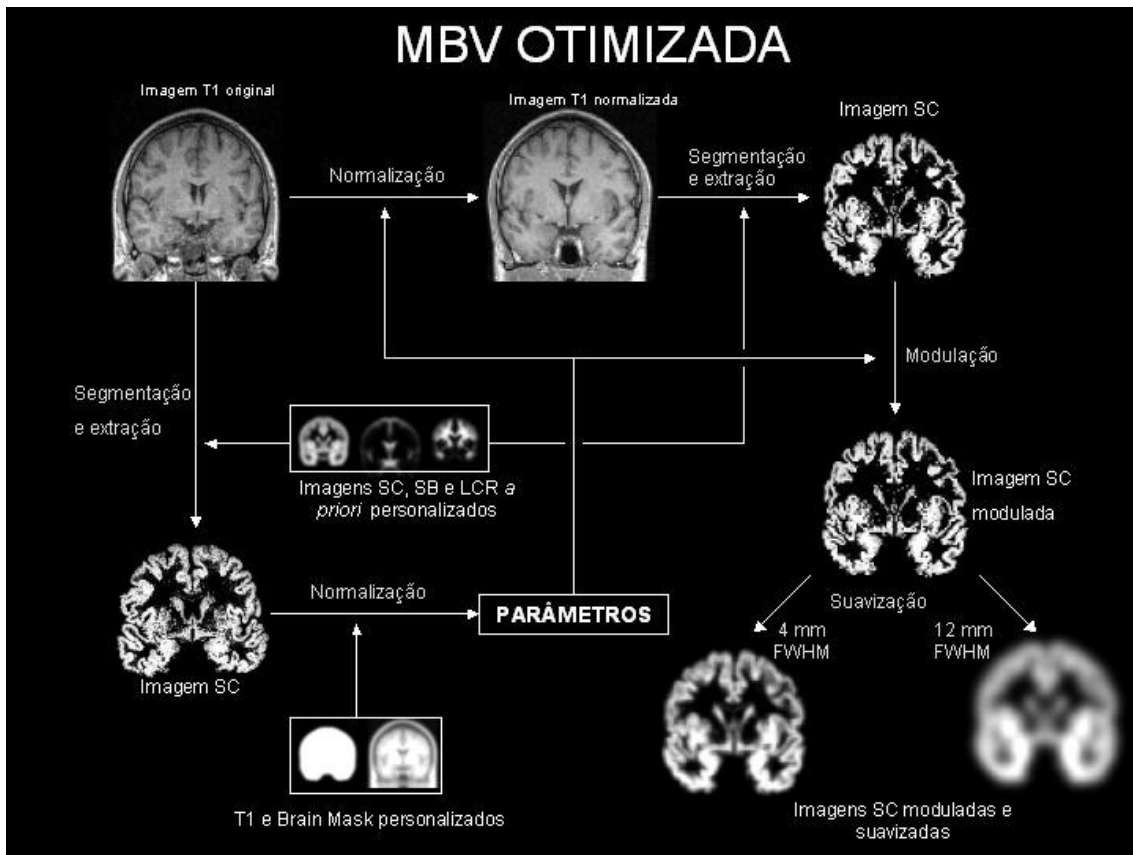 MBV OTIMIZADA
Imagem T1 original
Imagem T1 normalizada
Imagem SC
Normalização
Segmentação
e extração
Modulação
Segmentação
e extração
Imagens SC, SB e LCR a
priori personalizados
Imagem SC
modulada
Normalização
PARÂMETROS
Suavização
4 mm
FWHM
12 mm
FWHM
Imagem SC
T1 e Brain Mask personalizados
Imagens SC moduladas e
suavizadas